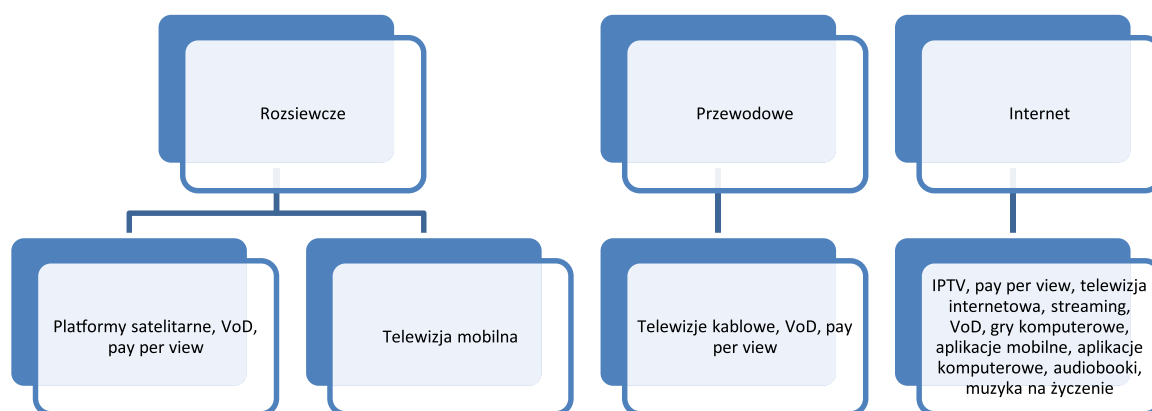 Rozsiewcze
Przewodowe
Internet
Platformy satelitarne, VoD,
pay per view
Telewizja mobilna
Telewizje kablowe, VoD, pay
per view
IPTV, pay per view, telewizja
internetowa, streaming,
VoD, gry komputerowe,
aplikacje mobilne, aplikacje
komputerowe, audiobooki,
muzyka na życzenie